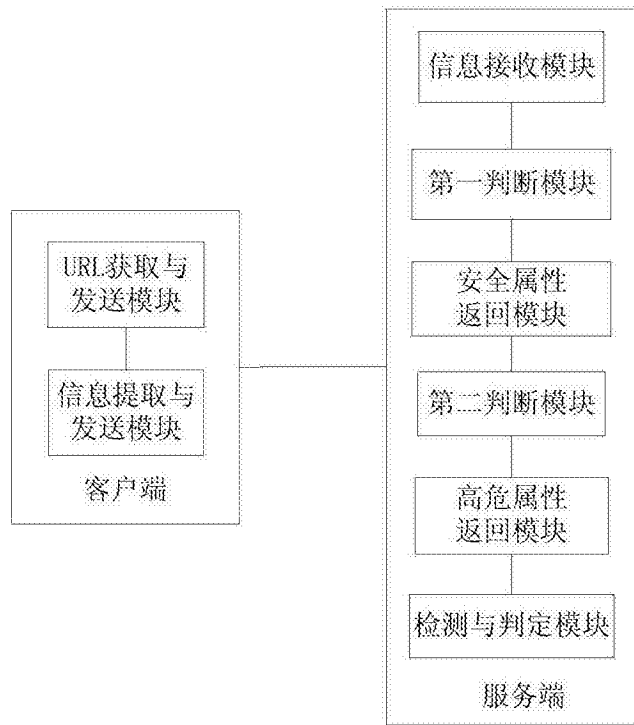 URL获取与
发送模块
信息提取与
发送模块
客户端
信息接收模块
第一判断模块
安全属性
返回模块
第二判断模块
高危属性
返回模块
检测与判定模块
服务端